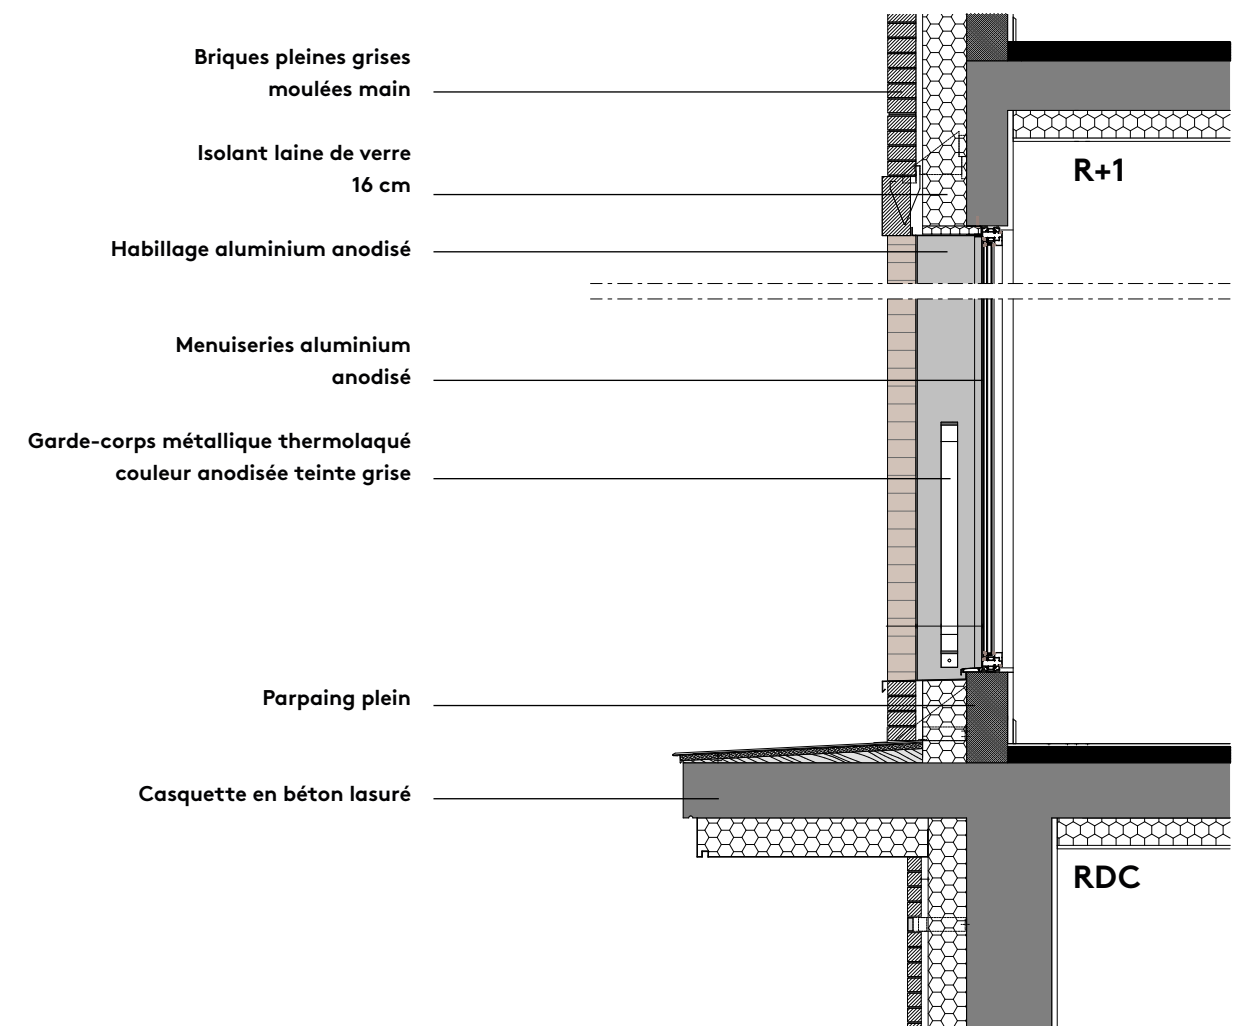 Briques pleines grises
moulées main
Isolant laine de verre
16 cm
R+1
Habillage aluminium anodisé
Menuiseries aluminium
anodisé
Garde-corps métallique thermolaqué
couleur anodisée teinte grise
Parpaing plein
Casquette en béton lasuré
RDC